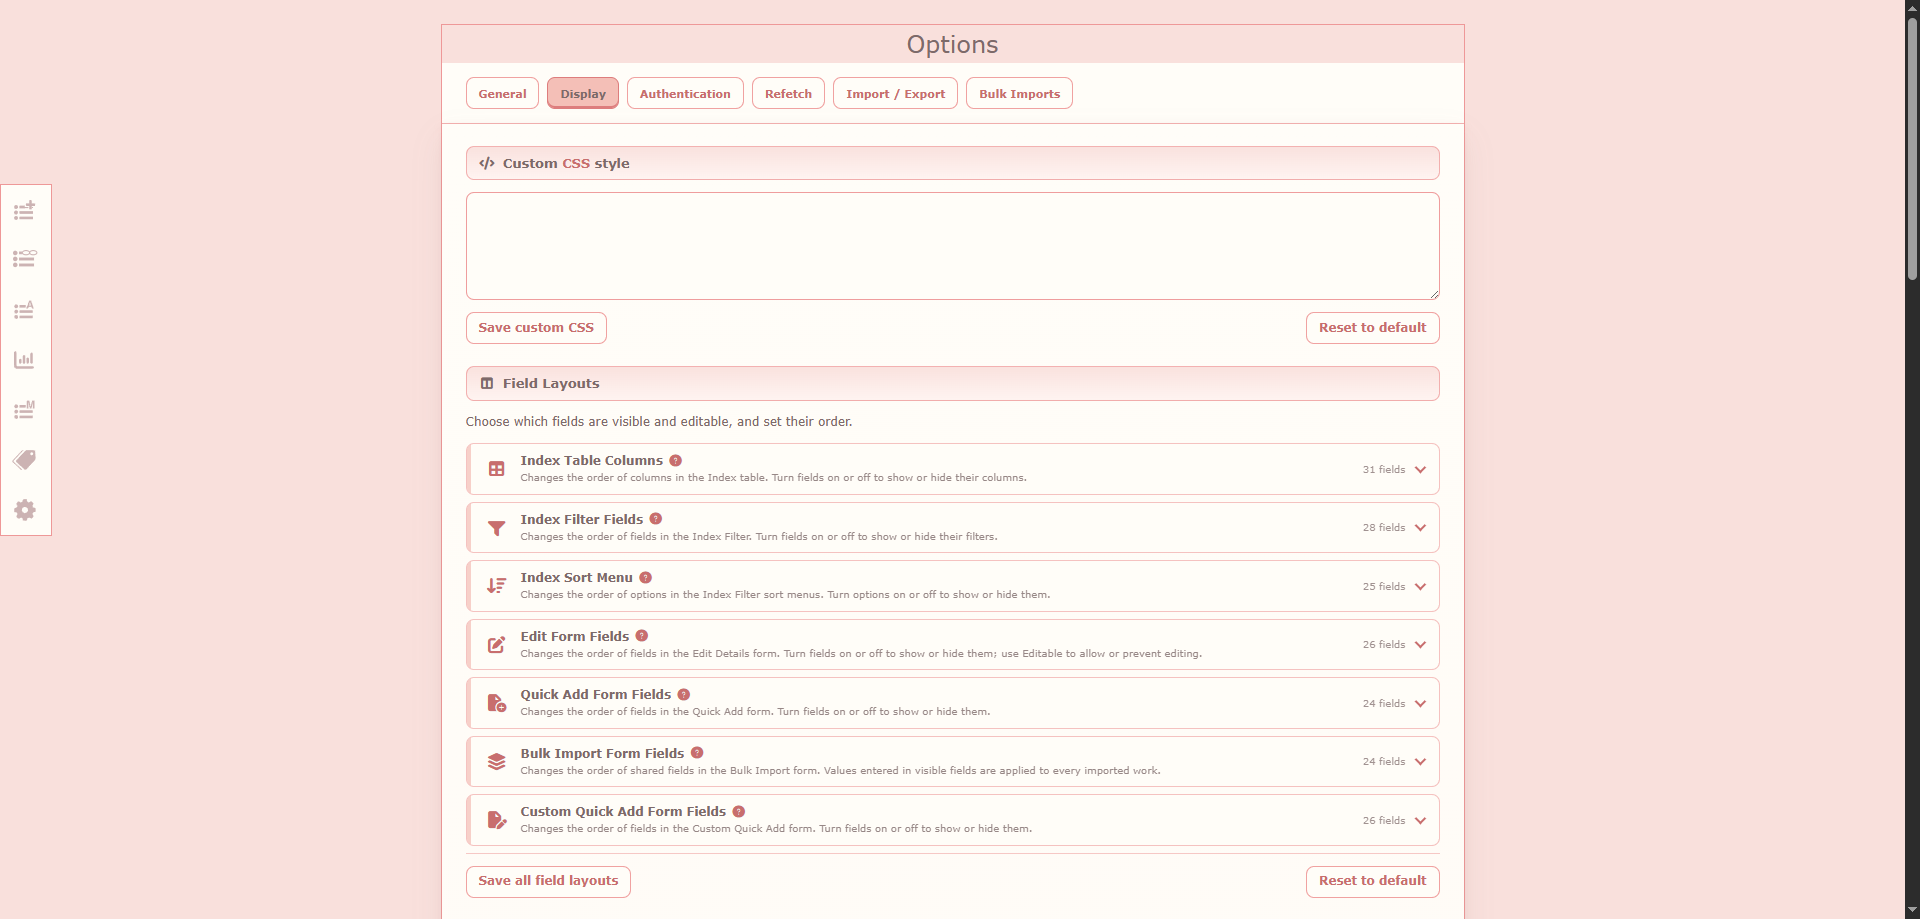 Options
General
Display
Authentication
Refetch
Import / Export
Bulk Imports
Custom CSS style
Save custom CSS
Reset to default
Field Layouts
Choose which fields are visible and editable, and set their order.
Index Table Columns ?
Changes the order of columns in the Index table. Turn fields on or off to show or hide their columns.
31 fields
Index Filter Fields ?
Changes the order of fields in the Index Filter. Turn fields on or off to show or hide their filters.
28 fields
Index Sort Menu ?
Changes the order of options in the Index Filter sort menus. Turn options on or off to show or hide them.
25 fields
Edit Form Fields ?
Changes the order of fields in the Edit Details form. Turn fields on or off to show or hide them; use Editable to allow or prevent editing.
26 fields
Quick Add Form Fields ?
Changes the order of fields in the Quick Add form. Turn fields on or off to show or hide them.
24 fields
Bulk Import Form Fields ?
Changes the order of shared fields in the Bulk Import form. Values entered in visible fields are applied to every imported work.
24 fields
Custom Quick Add Form Fields ?
Changes the order of fields in the Custom Quick Add form. Turn fields on or off to show or hide them.
26 fields
Save all field layouts
Reset to default
A
M